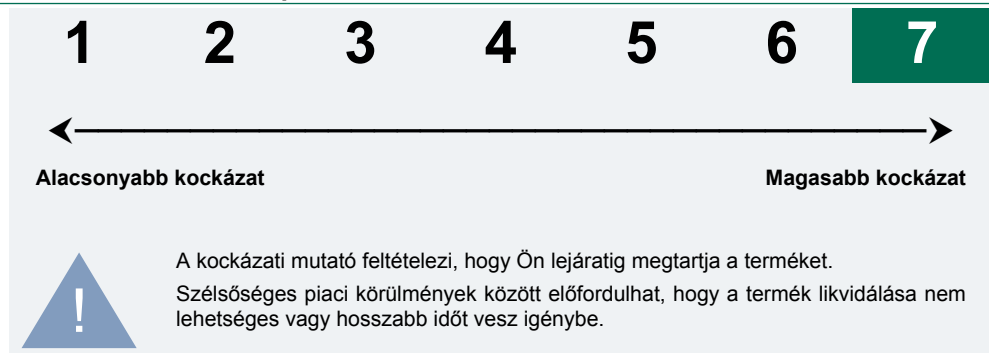 1 2 3 4 5 6 7
Alacsonyabb kockázat Magasabb kockázat
A kockázati mutató feltételezi, hogy Ön lejáratig megtartja a terméket.
Szélsőséges piaci körülmények között előfordulhat, hogy a termék likvidálása nem
lehetséges vagy hosszabb időt vesz igénybe.
!